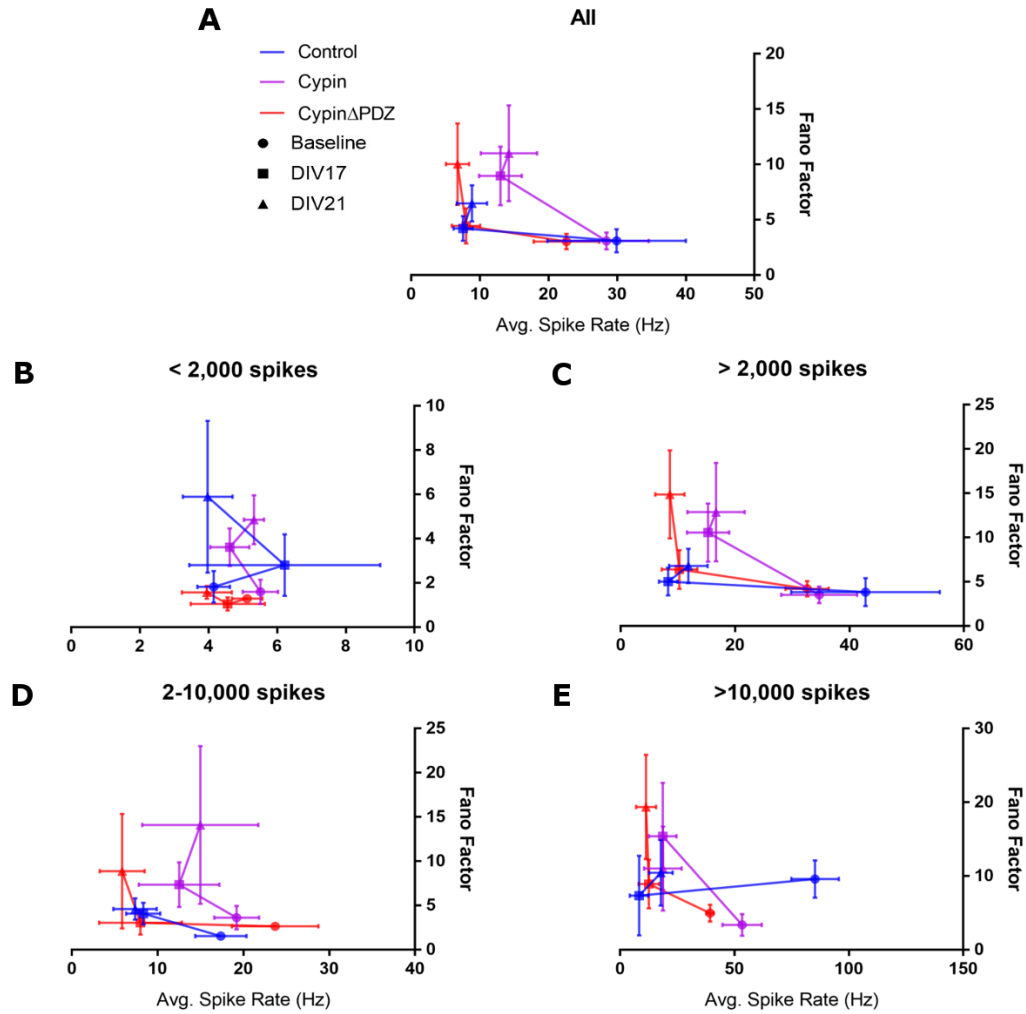 A
All
Control
Cypin
CypinΔPDZ
Baseline
DIV17
DIV21
20
15
10
5
0
Fano Factor
0 10 20 30 40 50
Avg. Spike Rate (Hz)
B
< 2,000 spikes
10
8
6
4
2
0
Fano Factor
0 2 4 6 8 10
C
> 2,000 spikes
25
20
15
10
5
0
Fano Factor
0 20 40 60
D
2-10,000 spikes
25
20
15
10
5
0
Fano Factor
0 10 20 30 40
Avg. Spike Rate (Hz)
E
>10,000 spikes
30
20
10
0
Fano Factor
0 50 100 150
Avg. Spike Rate (Hz)